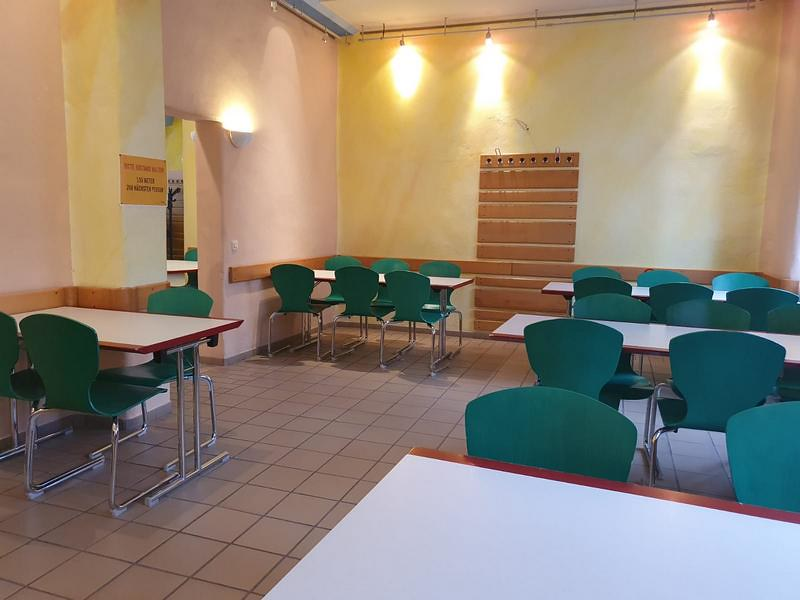 BITTE ABSTAND HALTEN
1,50 METER
ZUR NÄCHSTEN PERSON